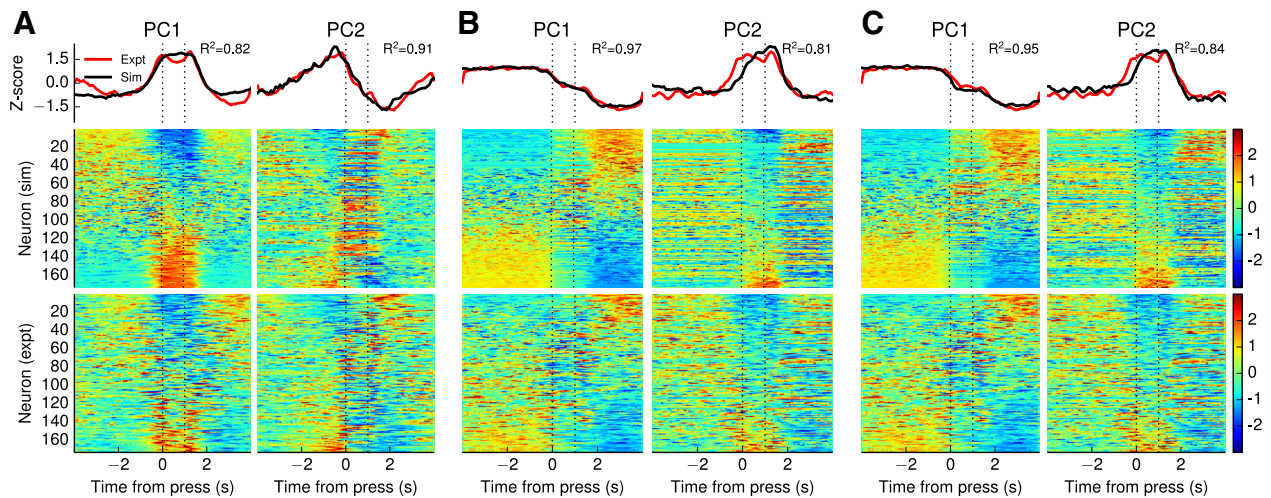 A B C
PC1 PC2 PC1 PC2 PC1 PC2
R²=0.82 R²=0.91 R²=0.97 R²=0.81 R²=0.95 R²=0.84
Expt
Sim
Z-score
1.5
0.0
−1.5
Neuron (sim)
20
40
60
80
100
120
140
160
2
1
0
-1
-2
Neuron (expt)
20
40
60
80
100
120
140
160
2
1
0
-1
-2
−2 0 2 −2 0 2 −2 0 2 −2 0 2 −2 0 2 −2 0 2
Time from press (s) Time from press (s) Time from press (s) Time from press (s) Time from press (s) Time from press (s)